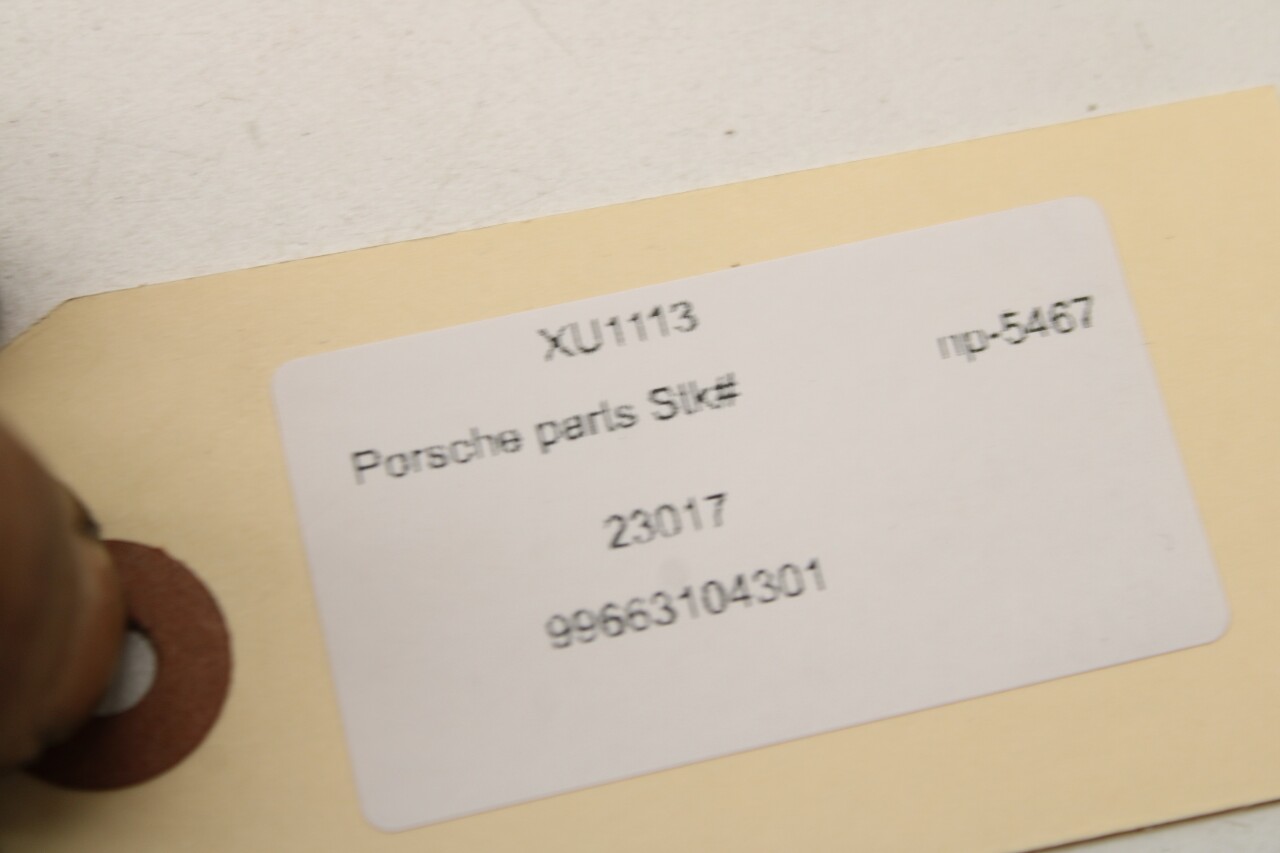 XU1113
np-5467
Porsche parts Stk#
23017
99663104301